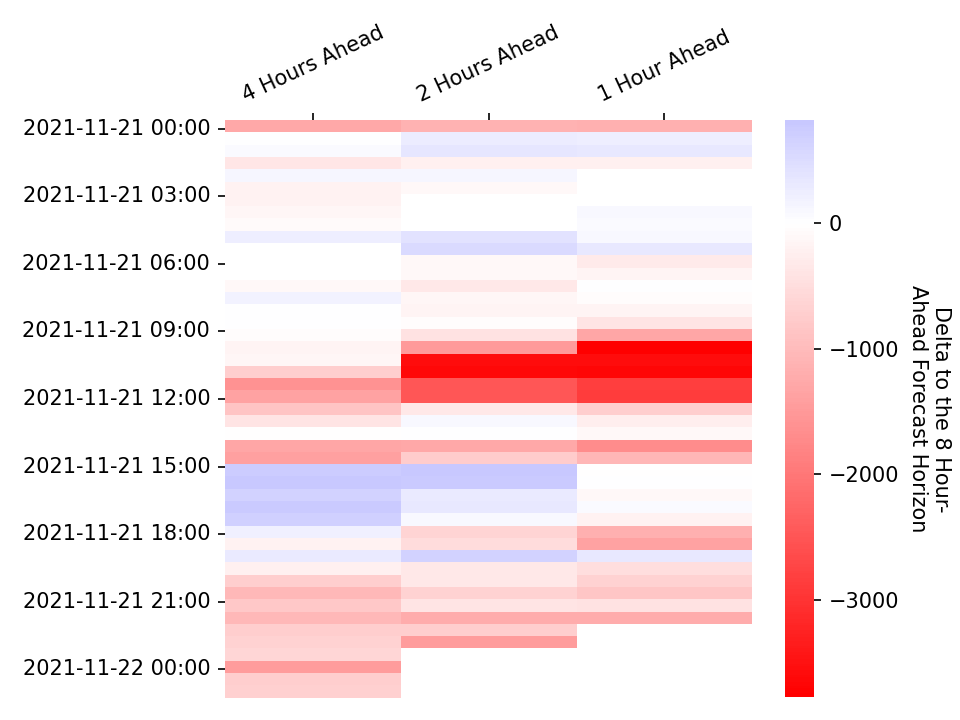 4 Hours Ahead
2 Hours Ahead
1 Hour Ahead
2021-11-21 00:00
2021-11-21 03:00
2021-11-21 06:00
2021-11-21 09:00
2021-11-21 12:00
2021-11-21 15:00
2021-11-21 18:00
2021-11-21 21:00
2021-11-22 00:00
0
−1000
−2000
−3000
Delta to the 8 Hour-
Ahead Forecast Horizon